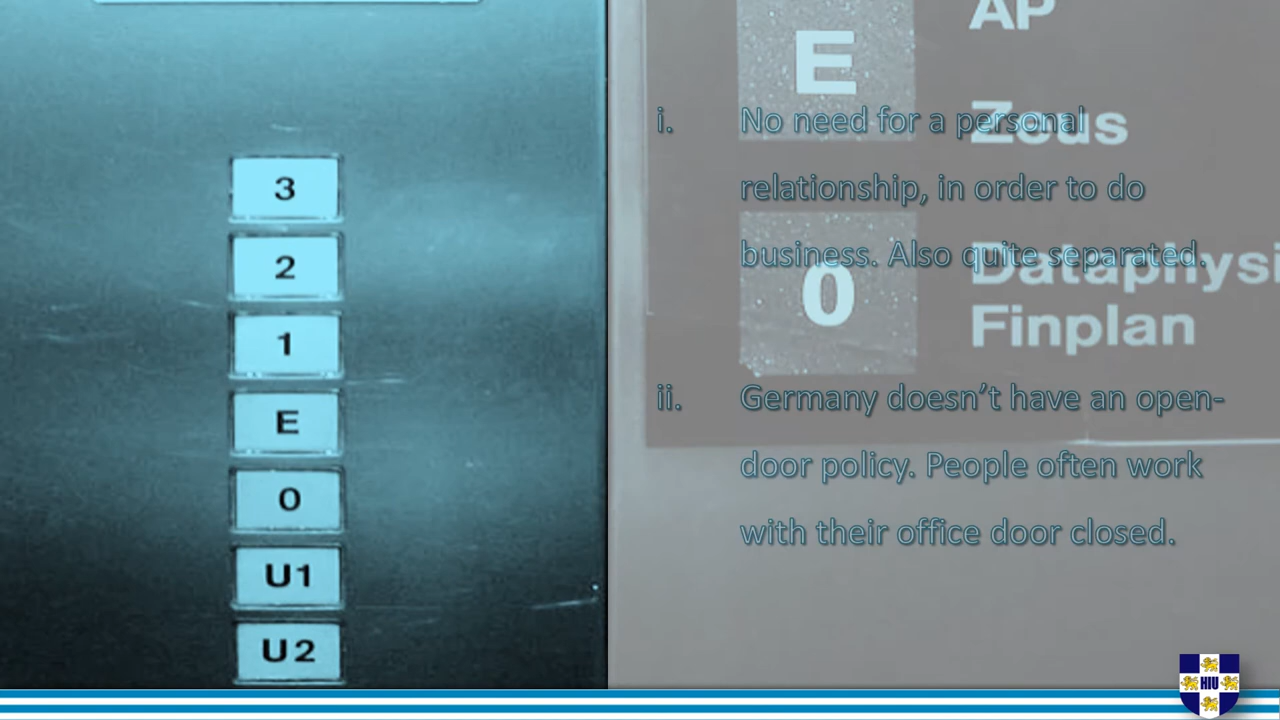 3
2
1
E
0
U1
U2
E
AP
Zeus
0
Dataphysi
Finplan
i. No need for a personal
relationship, in order to do
business. Also quite separated.
ii. Germany doesn’t have an open-
door policy. People often work
with their office door closed.
HIU